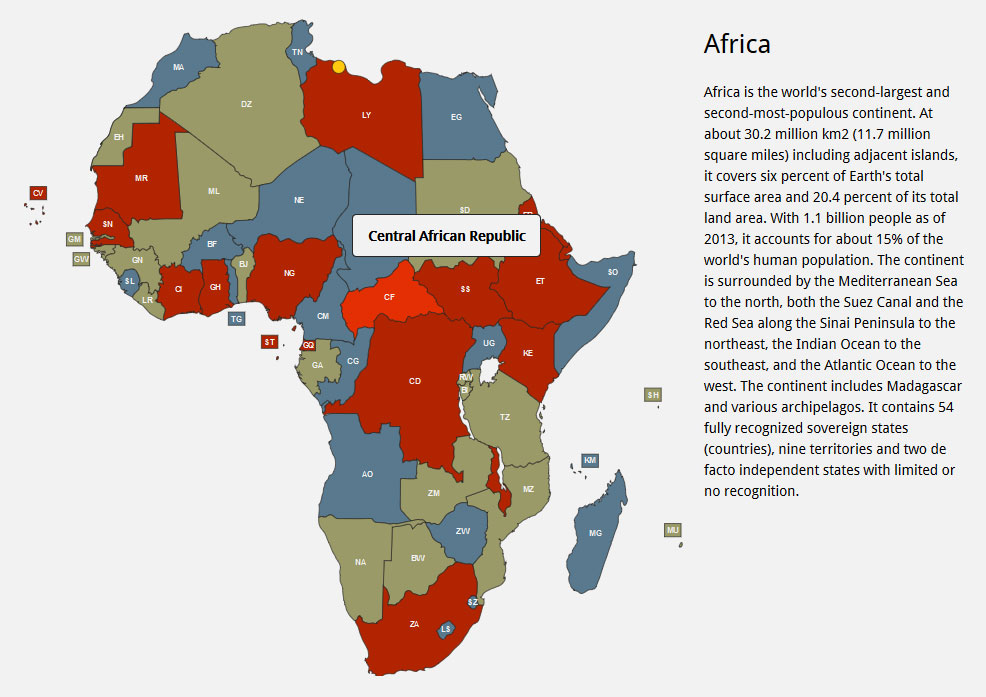 Africa
Africa is the world's second-largest and
second-most-populous continent. At
about 30.2 million km2 (11.7 million
square miles) including adjacent islands,
it covers six percent of Earth's total
surface area and 20.4 percent of its total
land area. With 1.1 billion people as of
2013, it accounts for about 15% of the
world's human population. The continent
is surrounded by the Mediterranean Sea
to the north, both the Suez Canal and the
Red Sea along the Sinai Peninsula to the
northeast, the Indian Ocean to the
southeast, and the Atlantic Ocean to the
west. The continent includes Madagascar
and various archipelagos. It contains 54
fully recognized sovereign states
(countries), nine territories and two de
facto independent states with limited or
no recognition.
TN
MA
DZ
LY
EG
EH
MR
ML
NE
CV
SD
SN
GM
Central African Republic
BF
GW
GN
BJ
NG
SO
SL
CI
GH
SS
ET
LR
CF
TG
CM
ST
GQ
UG
KE
GA
CG
CD
RW
BI
SH
TZ
KM
AO
ZM
MZ
MG
MU
ZW
NA
BW
SZ
ZA
LS